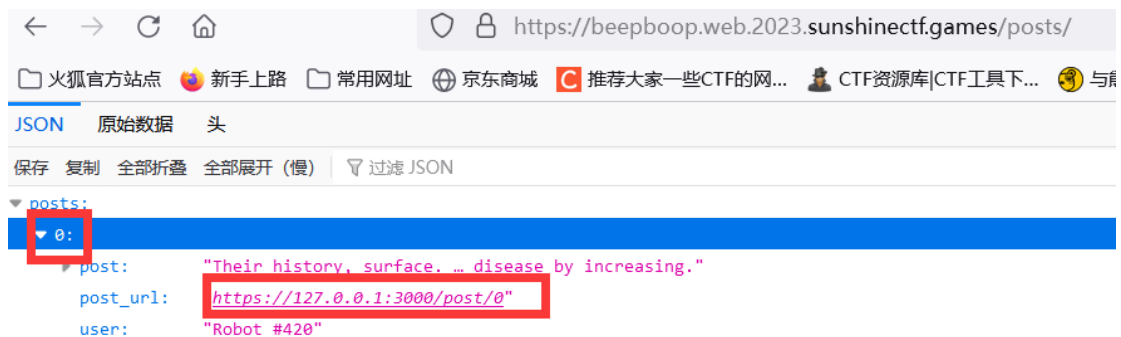 https://beepboop.web.2023.sunshinectf.games/posts/
火狐官方站点 新手上路 常用网址 京东商城 C 推荐大家一些CTF的网... CTF资源库|CTF工具下... 与
JSON 原始数据 头
保存 复制 全部折叠 全部展开（慢） 过滤 JSON
posts:
0:
post: "Their history, surface. … disease by increasing."
post_url: https://127.0.0.1:3000/post/0"
user: "Robot #420"